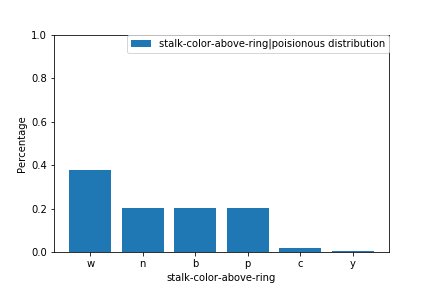 stalk-color-above-ring|poisionous distribution
1.0
0.8
0.6
0.4
0.2
0.0
Percentage
w n b p c y
stalk-color-above-ring